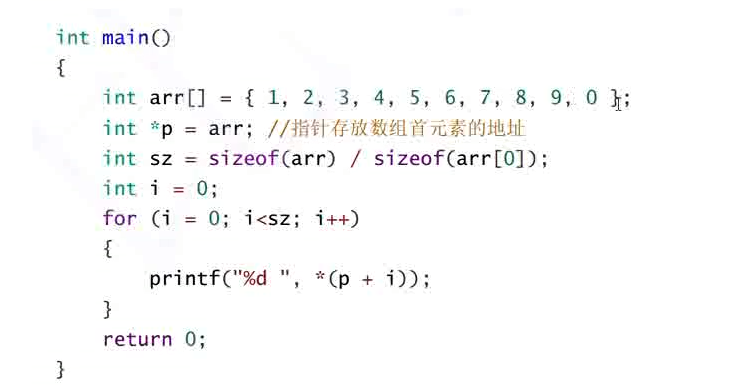 int main()
{
int arr[] = { 1, 2, 3, 4, 5, 6, 7, 8, 9, 0 };
int *p = arr; //指针存放数组首元素的地址
int sz = sizeof(arr) / sizeof(arr[0]);
int i = 0;
for (i = 0; i<sz; i++)
{
printf("%d ", *(p + i));
}
return 0;
}